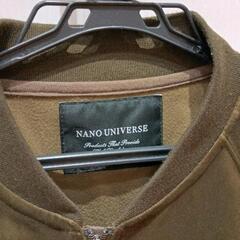 NANO UNIVERSE
Products That Provide